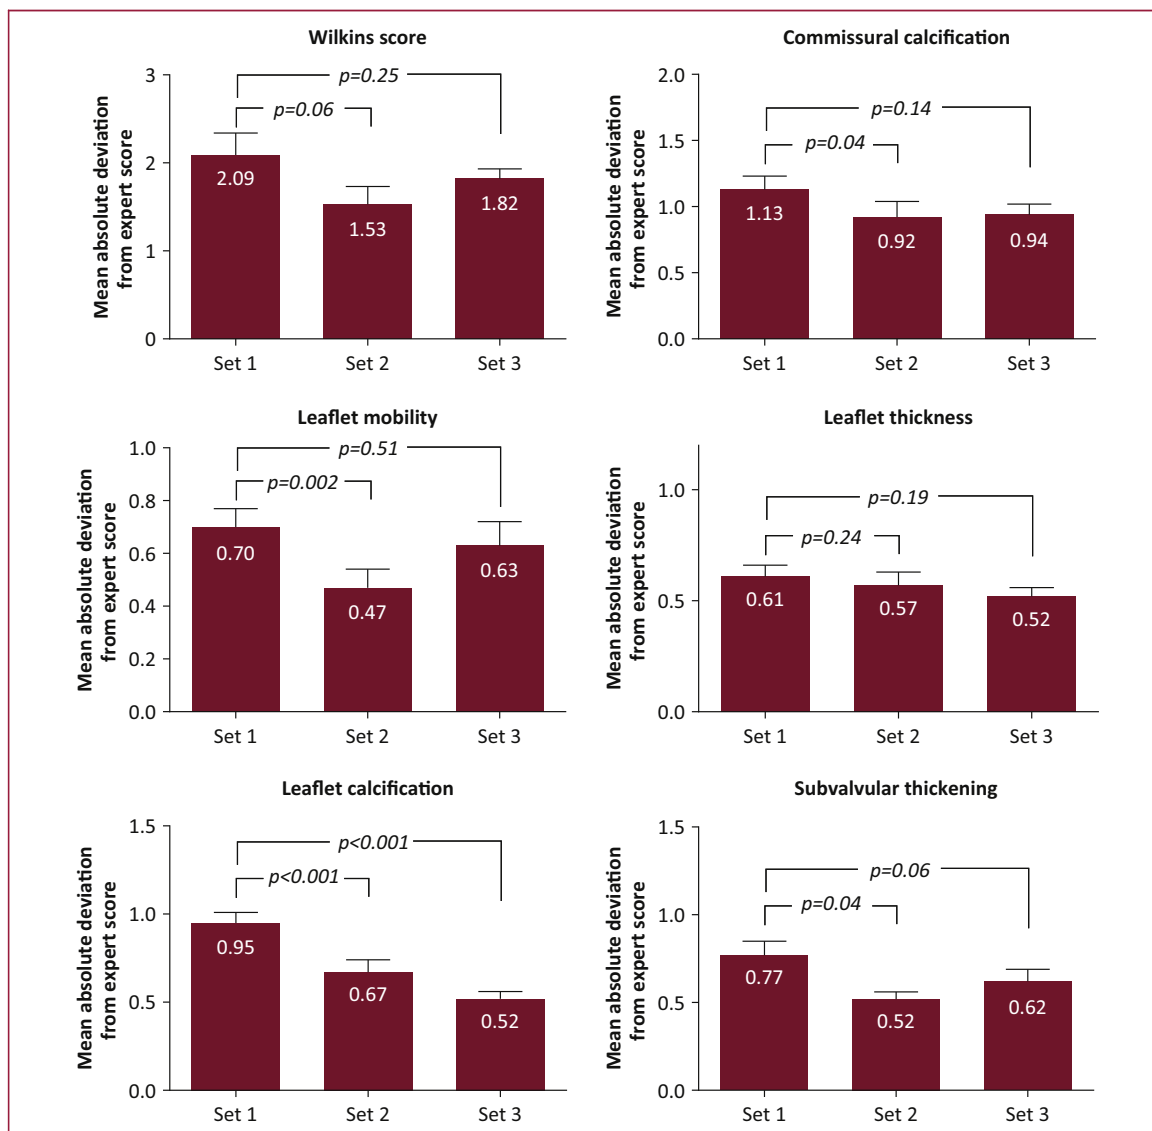 Wilkins score
Mean absolute deviation
from expert score
3
2
1
0
p=0.25
p=0.06
2.09
1.53
1.82
Set 1
Set 2
Set 3
Commissural calcification
Mean absolute deviation
from expert score
2.0
1.5
1.0
0.5
0.0
p=0.14
p=0.04
1.13
0.92
0.94
Set 1
Set 2
Set 3
Leaflet mobility
Mean absolute deviation
from expert score
1.0
0.8
0.6
0.4
0.2
0.0
p=0.51
p=0.002
0.70
0.47
0.63
Set 1
Set 2
Set 3
Leaflet thickness
Mean absolute deviation
from expert score
1.0
0.5
0.0
p=0.19
p=0.24
0.61
0.57
0.52
Set 1
Set 2
Set 3
Leaflet calcification
Mean absolute deviation
from expert score
1.5
1.0
0.5
0.0
p<0.001
p<0.001
0.95
0.67
0.52
Set 1
Set 2
Set 3
Subvalvular thickening
Mean absolute deviation
from expert score
1.5
1.0
0.5
0.0
p=0.06
p=0.04
0.77
0.52
0.62
Set 1
Set 2
Set 3